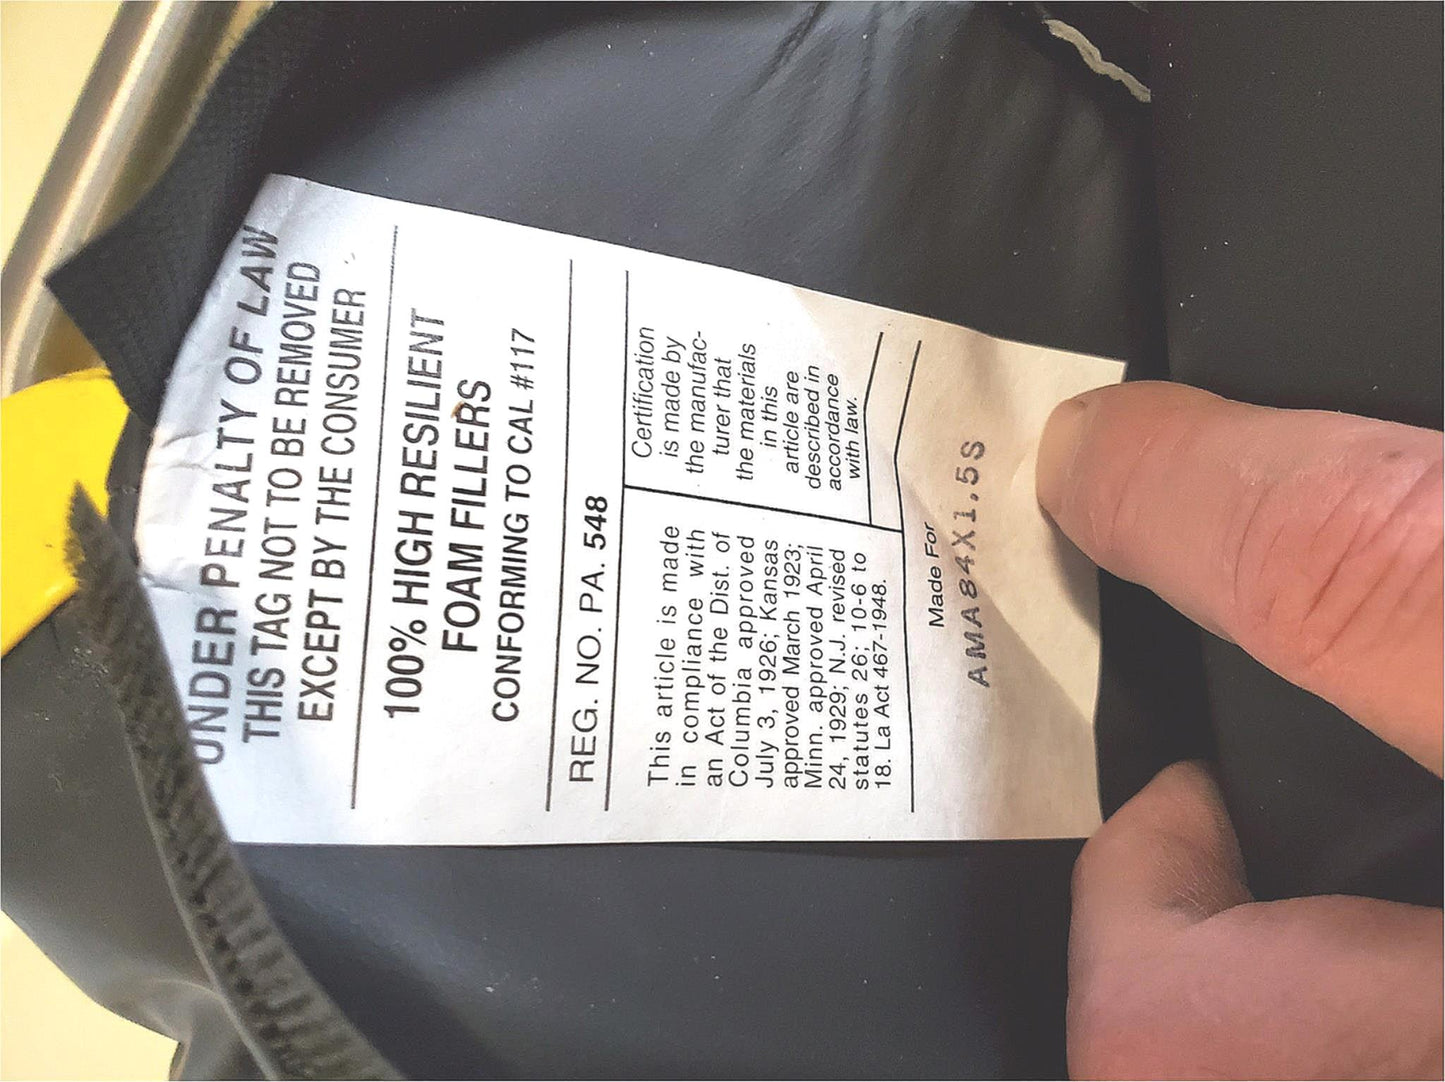 UNDER PENALTY OF LAW
THIS TAG NOT TO BE REMOVED
EXCEPT BY THE CONSUMER
100% HIGH RESILIENT
FOAM FILLERS
CONFORMING TO CAL #117
REG. NO. PA. 548
This article is made
in compliance with
an Act of the Dist. of
Columbia approved
July 3, 1926; Kansas
approved March 1923;
Minn. approved April
24, 1929; N.J. revised
statutes 26; 10-6 to
18. La Act 467-1948.
Certification
is made by
the manufac-
turer that
the materials
in this
article are
described in
accordance
with law.
Made For
AMA84X1.5S